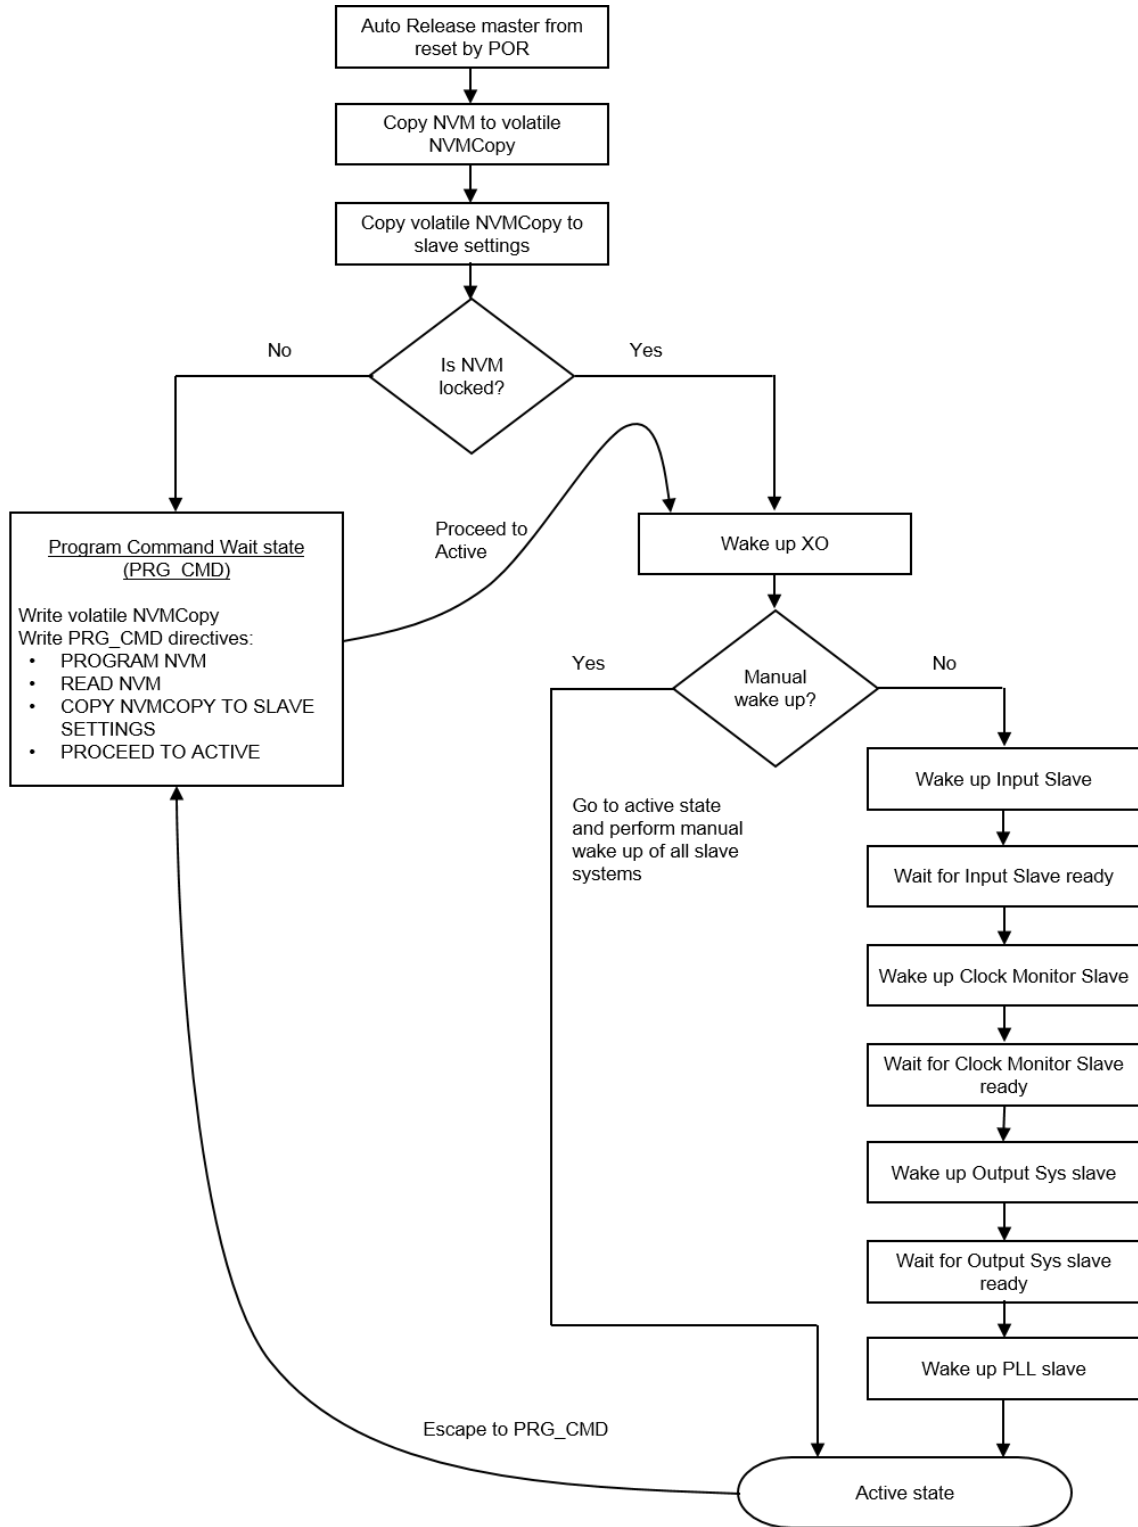 Auto Release master from
reset by POR
Copy NVM to volatile
NVMCopy
Copy volatile NVMCopy to
slave settings
No
Yes
Is NVM
locked?
Program Command Wait state
(PRG_CMD)
Write volatile NVMCopy
Write PRG_CMD directives:
• PROGRAM NVM
• READ NVM
• COPY NVMCOPY TO SLAVE
SETTINGS
• PROCEED TO ACTIVE
Proceed to
Active
Wake up XO
Yes
No
Manual
wake up?
Go to active state
and perform manual
wake up of all slave
systems
Wake up Input Slave
Wait for Input Slave ready
Wake up Clock Monitor Slave
Wait for Clock Monitor Slave
ready
Wake up Output Sys slave
Wait for Output Sys slave
ready
Wake up PLL slave
Escape to PRG_CMD
Active state